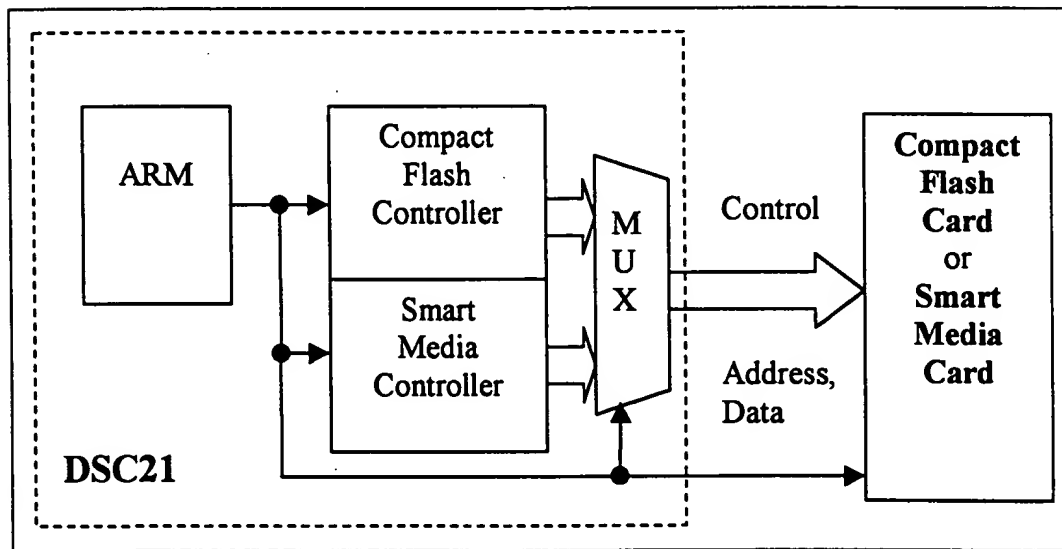 ARM
Compact
Flash
Controller
Smart
Media
Controller
M
U
X
Control
Address,
Data
Compact
Flash
Card
or
Smart
Media
Card
DSC21